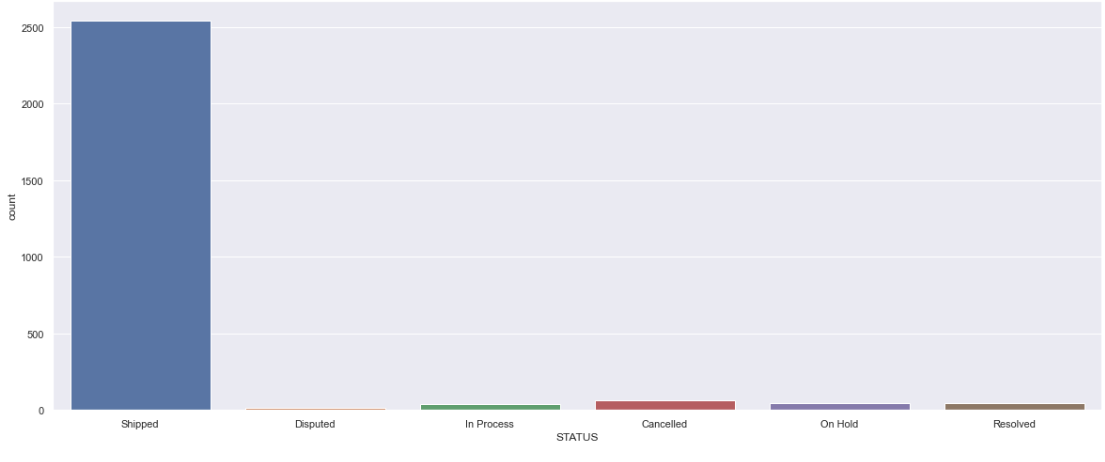 2500
2000
1500
1000
500
0
count
Shipped
Disputed
In Process
Cancelled
On Hold
Resolved
STATUS